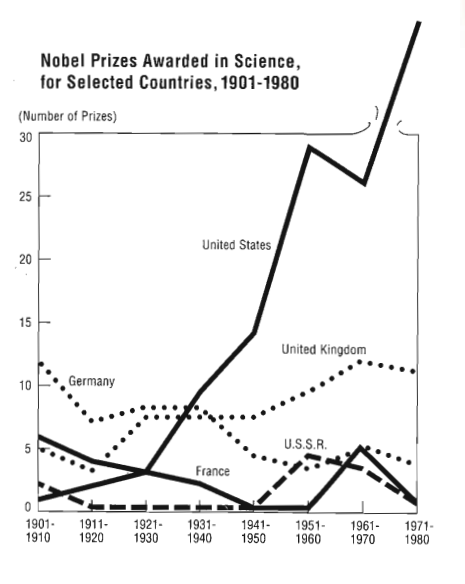 Nobel Prizes Awarded in Science,
for Selected Countries, 1901-1980
(Number of Prizes)
30
25
20
15
10
5
0
United States
United Kingdom
Germany
U.S.S.R.
France
1901- 1911- 1921- 1931- 1941- 1951- 1961- 1971-
1910 1920 1930 1940 1950 1960 1970 1980